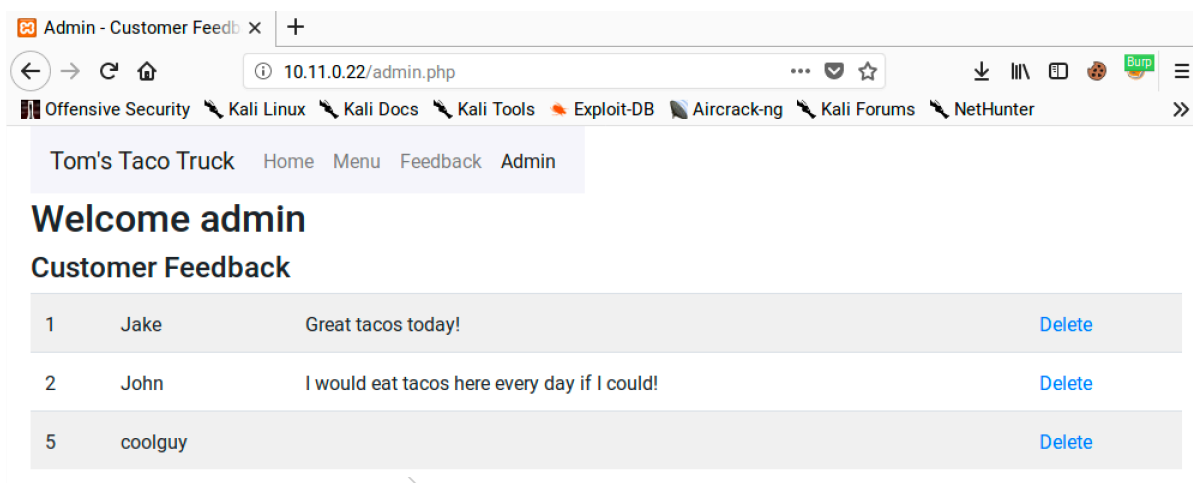 Admin - Customer Feedb
10.11.0.22/admin.php
Burp
Offensive Security Kali Linux Kali Docs Kali Tools Exploit-DB Aircrack-ng Kali Forums NetHunter
Tom's Taco Truck Home Menu Feedback Admin
Welcome admin
Customer Feedback
1 Jake Great tacos today! Delete
2 John I would eat tacos here every day if I could! Delete
5 coolguy Delete